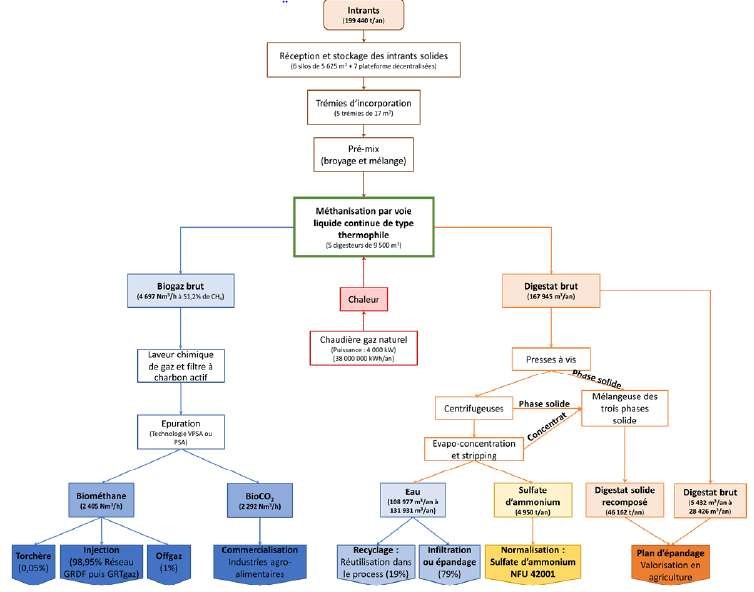 Intrants
(199 440 t/an)
Réception et stockage des intrants solides
(6 silos de 5 625 m³ + 7 plateforme décentralisées)
Trémies d'incorporation
(5 trémies de 17 m³)
Pré-mix
(broyage et mélange)
Méthanisation par voie
liquide continue de type
thermophile
(5 digesteurs de 9 500 m³)
Biogaz brut
(4 697 Nm³/h à 51,2% de CH₄)
Chaleur
Digestat brut
(167 945 m³/an)
Chaudière gaz naturel
(Puissance : 4 000 kW)
(38 000 000 kWh/an)
Laveur chimique
de gaz et filtre à
charbon actif
Presses à vis
Phase solide
Centrifugeuses
Phase solide
Mélangeuse des
trois phases
solide
Epuration
(Technologie VPSA ou
PSA)
Concentrat
Evapo-concentration
et stripping
Biométhane
(2 405 Nm³/h)
BioCO₂
(2 292 Nm³/h)
Eau
(108 977 m³/an à
131 931 m³/an)
Sulfate
d'ammonium
(4 950 t/an)
Digestat solide
recomposé
(46 162 t/an)
Digestat brut
(5 432 m³/an à
28 426 m³/an)
Torchère
(0,05%)
Injection
(98,95% Réseau
GRDF puis GRTgaz)
Offgaz
(1%)
Commercialisation
Industries agro-
alimentaires
Recyclage :
Réutilisation dans
le process (19%)
Infiltration
ou épandage
(79%)
Normalisation :
Sulfate d'ammonium
NFU 42001
Plan d'épandage
Valorisation en
agriculture